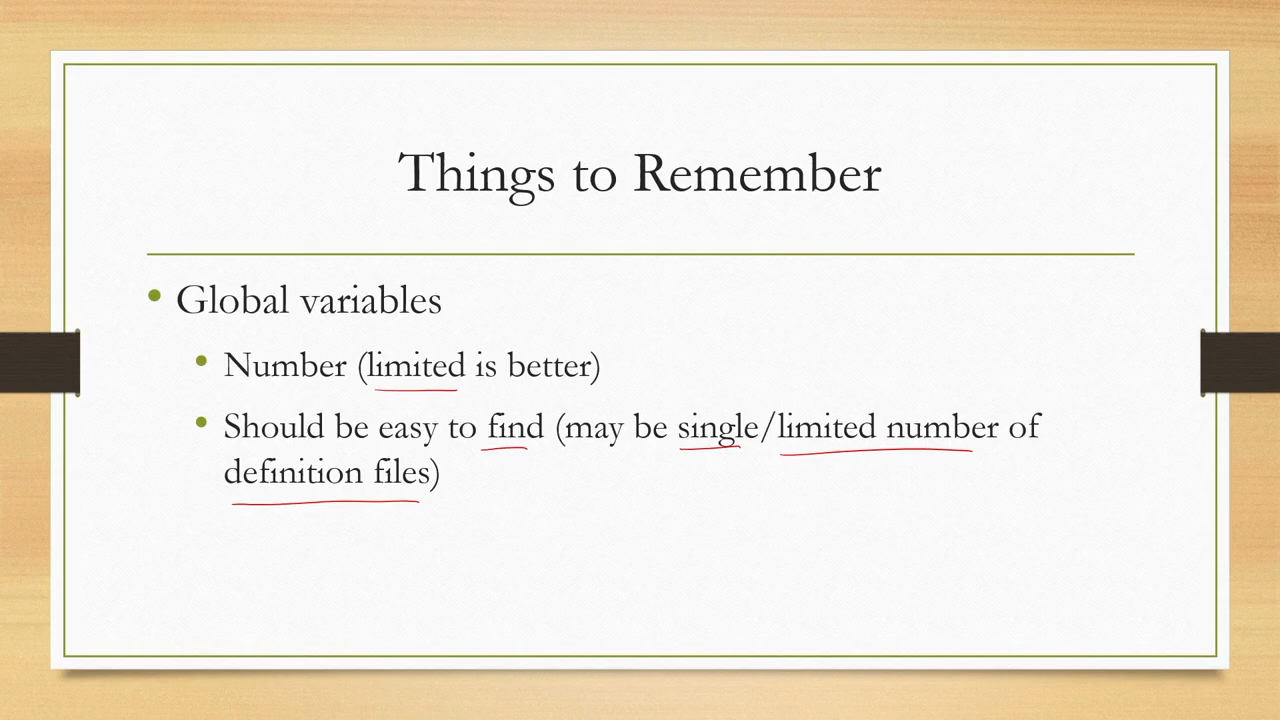 Things to Remember
Global variables
Number (limited is better)
Should be easy to find (may be single/limited number of
definition files)